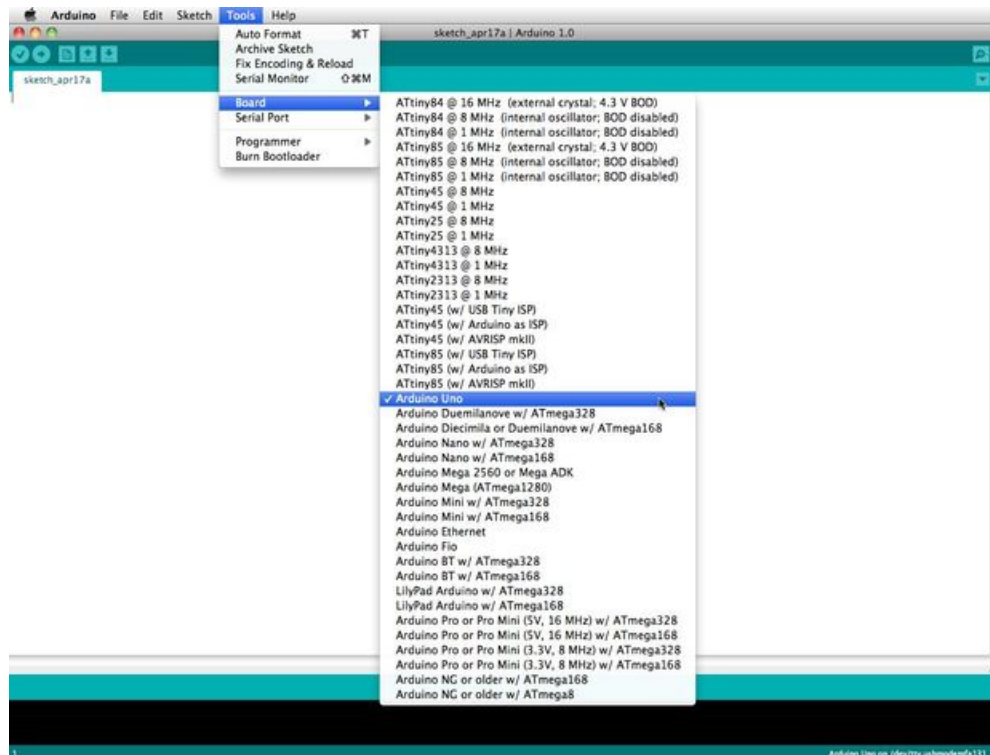 Arduino File Edit Sketch Tools Help
sketch_apr17a | Arduino 1.0
Auto Format ⌘T
Archive Sketch
Fix Encoding & Reload
Serial Monitor ⇧⌘M
sketch_apr17a
Board
Serial Port
Programmer
Burn Bootloader
ATtiny84 @ 16 MHz (external crystal; 4.3 V BOD)
ATtiny84 @ 8 MHz (internal oscillator; BOD disabled)
ATtiny84 @ 1 MHz (internal oscillator; BOD disabled)
ATtiny85 @ 16 MHz (external crystal; 4.3 V BOD)
ATtiny85 @ 8 MHz (internal oscillator; BOD disabled)
ATtiny85 @ 1 MHz (internal oscillator; BOD disabled)
ATtiny45 @ 8 MHz
ATtiny45 @ 1 MHz
ATtiny25 @ 8 MHz
ATtiny25 @ 1 MHz
ATtiny4313 @ 8 MHz
ATtiny4313 @ 1 MHz
ATtiny2313 @ 8 MHz
ATtiny2313 @ 1 MHz
ATtiny45 (w/ USB Tiny ISP)
ATtiny45 (w/ Arduino as ISP)
ATtiny45 (w/ AVRISP mkII)
ATtiny85 (w/ USB Tiny ISP)
ATtiny85 (w/ Arduino as ISP)
ATtiny85 (w/ AVRISP mkII)
✓ Arduino Uno
Arduino Duemilanove w/ ATmega328
Arduino Diecimila or Duemilanove w/ ATmega168
Arduino Nano w/ ATmega328
Arduino Nano w/ ATmega168
Arduino Mega 2560 or Mega ADK
Arduino Mega (ATmega1280)
Arduino Mini w/ ATmega328
Arduino Mini w/ ATmega168
Arduino Ethernet
Arduino Fio
Arduino BT w/ ATmega328
Arduino BT w/ ATmega168
LilyPad Arduino w/ ATmega328
LilyPad Arduino w/ ATmega168
Arduino Pro or Pro Mini (5V, 16 MHz) w/ ATmega328
Arduino Pro or Pro Mini (5V, 16 MHz) w/ ATmega168
Arduino Pro or Pro Mini (3.3V, 8 MHz) w/ ATmega328
Arduino Pro or Pro Mini (3.3V, 8 MHz) w/ ATmega168
Arduino NG or older w/ ATmega168
Arduino NG or older w/ ATmega8
1
Arduino Uno on /dev/tty.usbmodemfa131